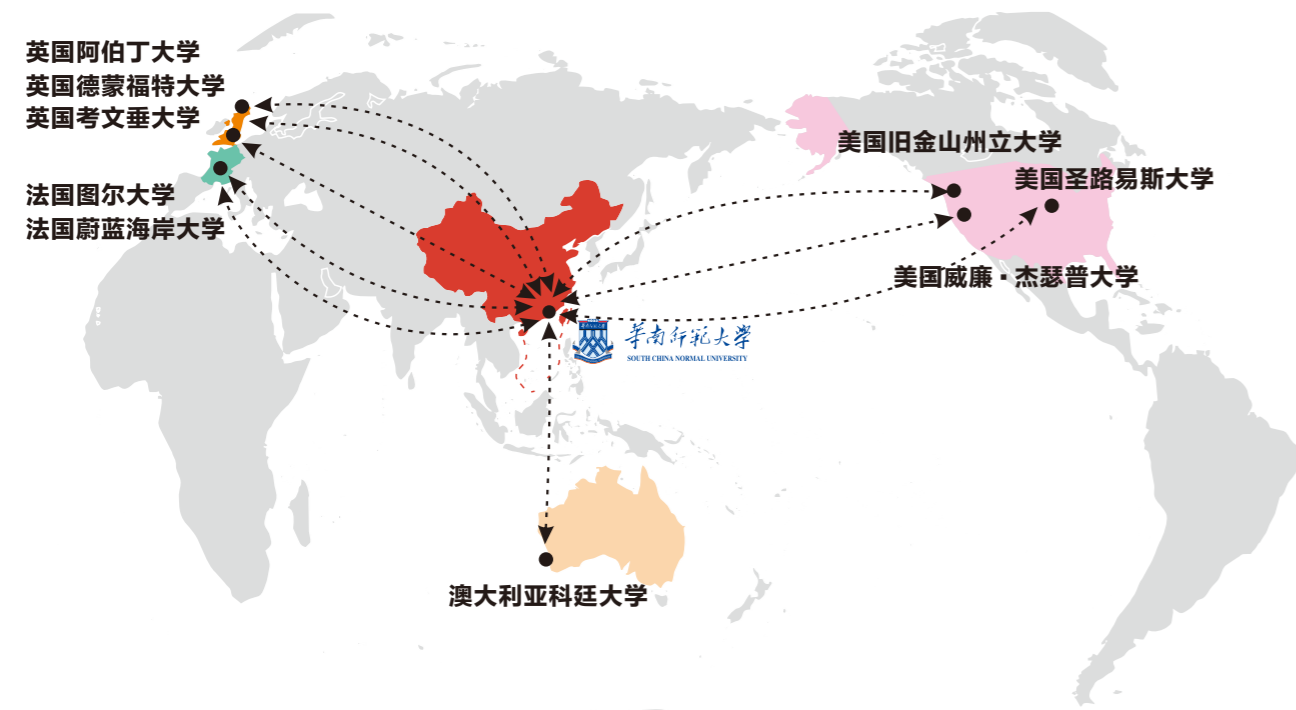 英国阿伯丁大学
英国德蒙福特大学
英国考文垂大学
法国图尔大学
法国蔚蓝海岸大学
美国旧金山州立大学
美国圣路易斯大学
美国威廉·杰瑟普大学
華南師範大學
SOUTH CHINA NORMAL UNIVERSITY
澳大利亚科廷大学